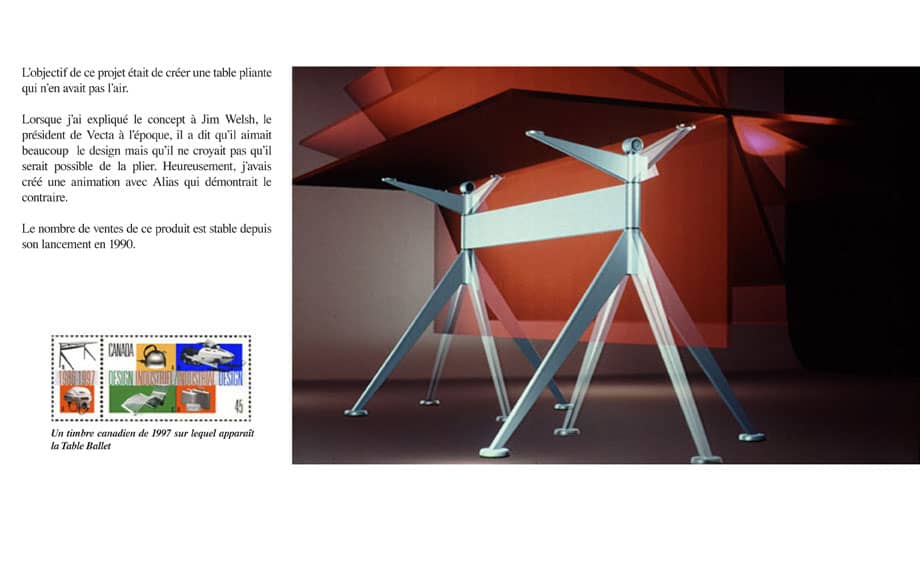 L'objectif de ce projet était de créer une table pliante
qui n'en avait pas l'air.
Lorsque j'ai expliqué le concept à Jim Welsh, le
président de Vecta à l'époque, il a dit qu'il aimait
beaucoup le design mais qu'il ne croyait pas qu'il
serait possible de la plier. Heureusement, j'avais
créé une animation avec Alias qui démontrait le
contraire.
Le nombre de ventes de ce produit est stable depuis
son lancement en 1990.
CANADA
1947-1997
DESIGN INDUSTRIEL INDUSTRIAL DESIGN
45
Un timbre canadien de 1997 sur lequel apparaît
la Table Ballet